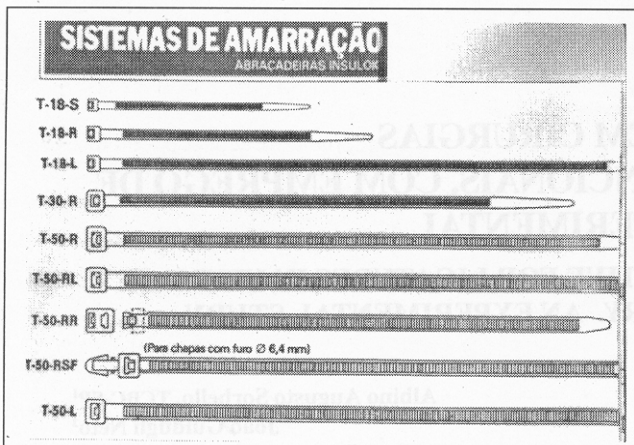 SISTEMAS DE AMARRAÇÃO
ABRAÇADEIRAS INSULOK
T-18-S
T-18-R
T-18-L
T-30-R
T-50-R
T-50-RL
T-50-RR
(Para chapas com furo Ø 6,4 mm)
T-50-RSF
T-50-L